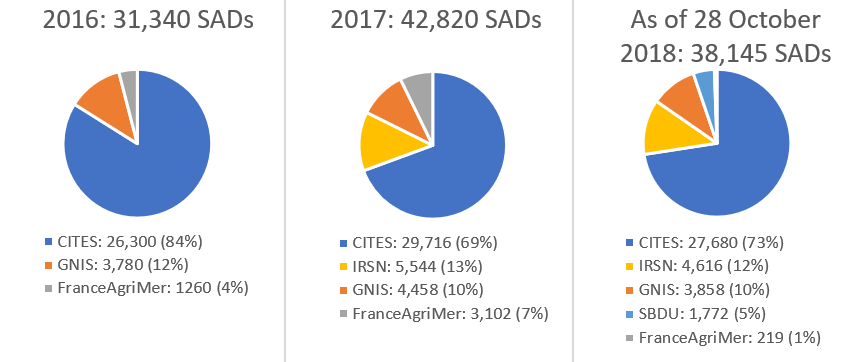 2016: 31,340 SADs
CITES: 26,300 (84%)
GNIS: 3,780 (12%)
FranceAgriMer: 1260 (4%)
2017: 42,820 SADs
CITES: 29,716 (69%)
IRSN: 5,544 (13%)
GNIS: 4,458 (10%)
FranceAgriMer: 3,102 (7%)
As of 28 October
2018: 38,145 SADs
CITES: 27,680 (73%)
IRSN: 4,616 (12%)
GNIS: 3,858 (10%)
SBDU: 1,772 (5%)
FranceAgriMer: 219 (1%)